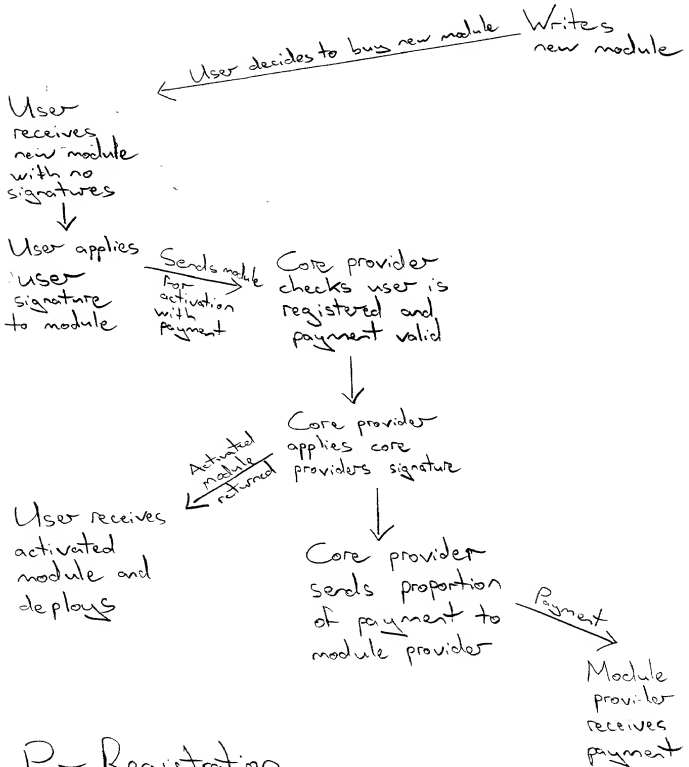 Writes
new module
User decides to buy new module
User
receives
new module
with no
signatures
User applies
user
signature
to module
Sends module
for
activation
with
payment
Core provider
checks user is
registered and
payment valid
Core provider
applies core
providers signature
Activated
module
returned
User receives
activated
module and
deploys
Core provider
sends proportion
of payment to
module provider
Payment
Module
provider
receives
payment
Registration